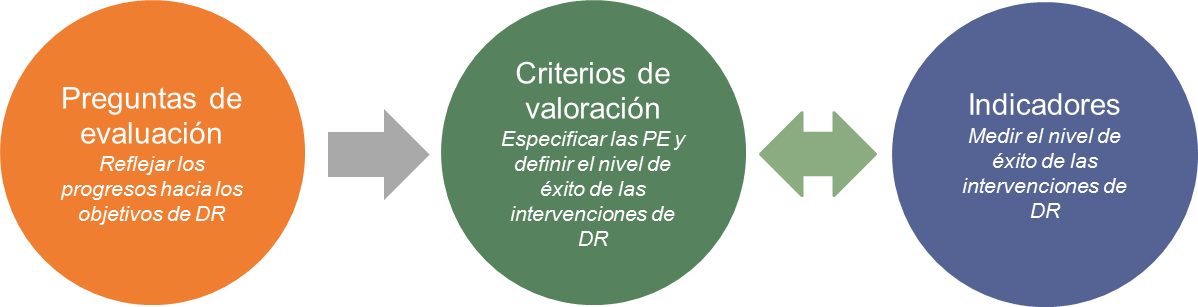 Preguntas de
evaluación
Reflejar los
progresos hacia los
objetivos de DR
Criterios de
valoración
Especificar las PE y
definir el nivel de
éxito de las
intervenciones de
DR
Indicadores
Medir el nivel de
éxito de las
intervenciones de
DR